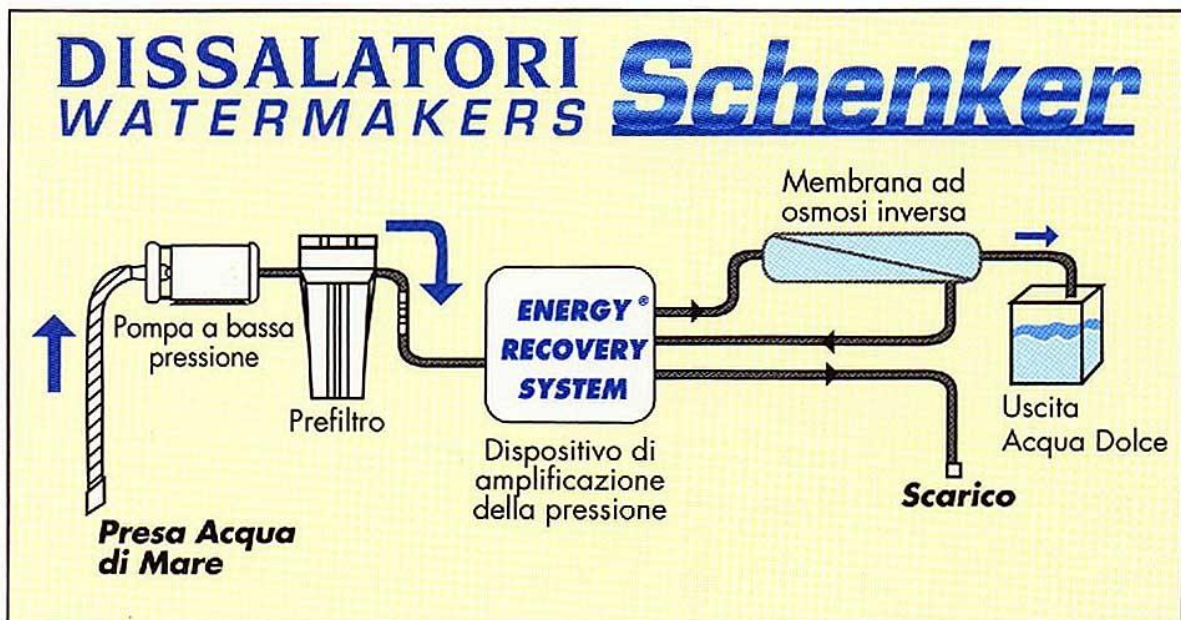 DISSALATORI
WATERMAKERS
Schenker
Membrana ad
osmosi inversa
Pompa a bassa
pressione
Prefiltro
ENERGY ®
RECOVERY
SYSTEM
Dispositivo di
amplificazione
della pressione
Uscita
Acqua Dolce
Scarico
Presa Acqua
di Mare